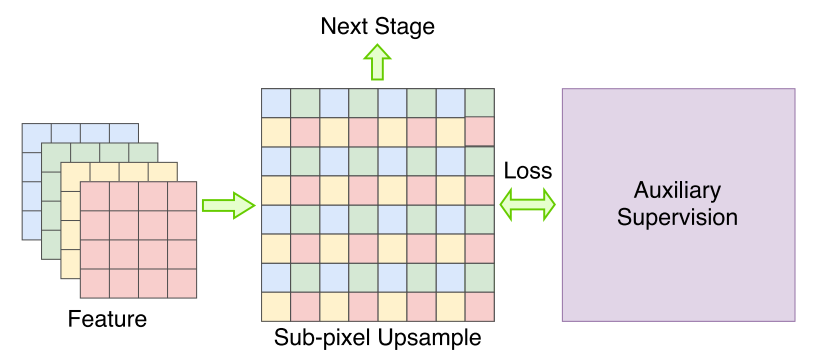 Next Stage
Loss
Auxiliary
Supervision
Feature
Sub-pixel Upsample